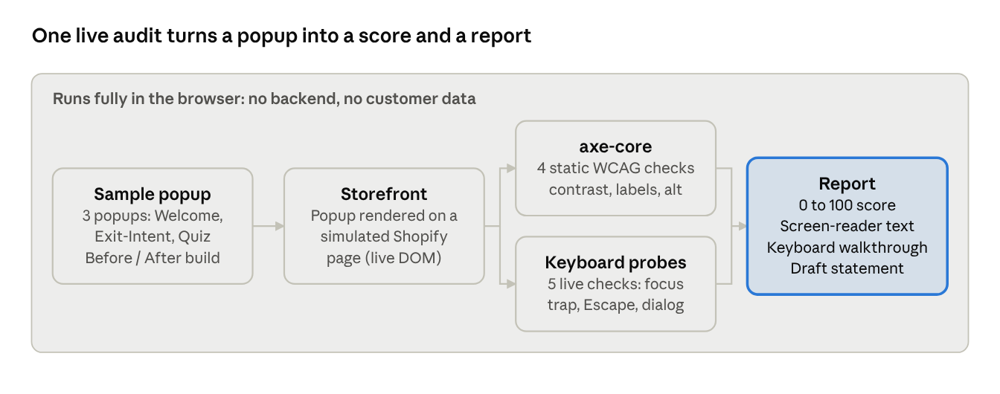 One live audit turns a popup into a score and a report
Runs fully in the browser: no backend, no customer data
Sample popup
3 popups: Welcome,
Exit-Intent, Quiz
Before / After build
Storefront
Popup rendered on a
simulated Shopify
page (live DOM)
axe-core
4 static WCAG checks
contrast, labels, alt
Keyboard probes
5 live checks: focus
trap, Escape, dialog
Report
0 to 100 score
Screen-reader text
Keyboard walkthrough
Draft statement